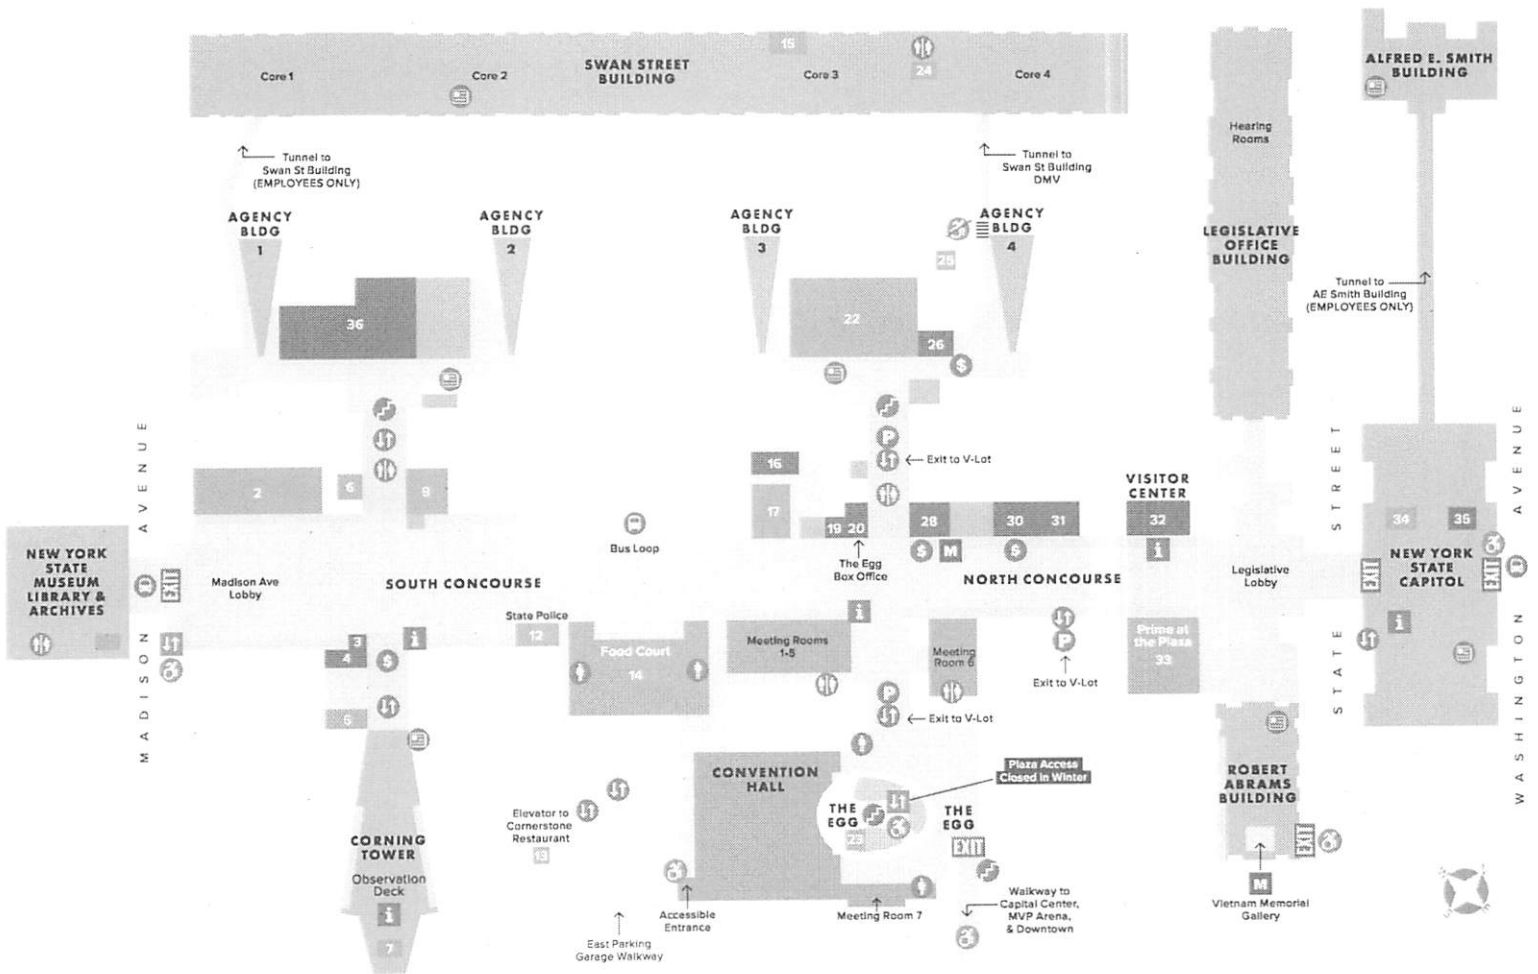 Core 1
Core 2
SWAN STREET
BUILDING
15
Core 3
24
Core 4
ALFRED E. SMITH
BUILDING
Hearing
Rooms
Tunnel to
Swan St Building
(EMPLOYEES ONLY)
Tunnel to
Swan St Building
DMV
AGENCY
BLDG
1
AGENCY
BLDG
2
AGENCY
BLDG
3
AGENCY
BLDG
4
25
LEGISLATIVE
OFFICE
BUILDING
Tunnel to
AE Smith Building
(EMPLOYEES ONLY)
36
22
26
$
P
Exit to V-Lot
MADISON AVENUE
2
6
9
16
17
19
20
28
30
31
VISITOR
CENTER
32
STATE STREET
WASHINGTON AVENUE
34
35
NEW YORK
STATE
MUSEUM
LIBRARY &
ARCHIVES
EXIT
Madison Ave
Lobby
SOUTH CONCOURSE
Bus Loop
The Egg
Box Office
$
M
$
i
NORTH CONCOURSE
Legislative
Lobby
EXIT
NEW YORK
STATE
CAPITOL
EXIT
State Police
12
3
4
i
$
5
Food Court
14
Meeting Rooms
1-5
i
Meeting
Room 6
P
Exit to V-Lot
Prime at
the Plaza
33
i
P
Exit to V-Lot
CONVENTION
HALL
Plaza Access
Closed in Winter
THE
EGG
23
THE
EGG
EXIT
ROBERT
ABRAMS
BUILDING
EXIT
Elevator to
Cornerstone
Restaurant
13
CORNING
TOWER
Observation
Deck
i
7
Accessible
Entrance
East Parking
Garage Walkway
Meeting Room 7
Walkway to
Capital Center,
MVP Arena,
& Downtown
M
Vietnam Memorial
Gallery